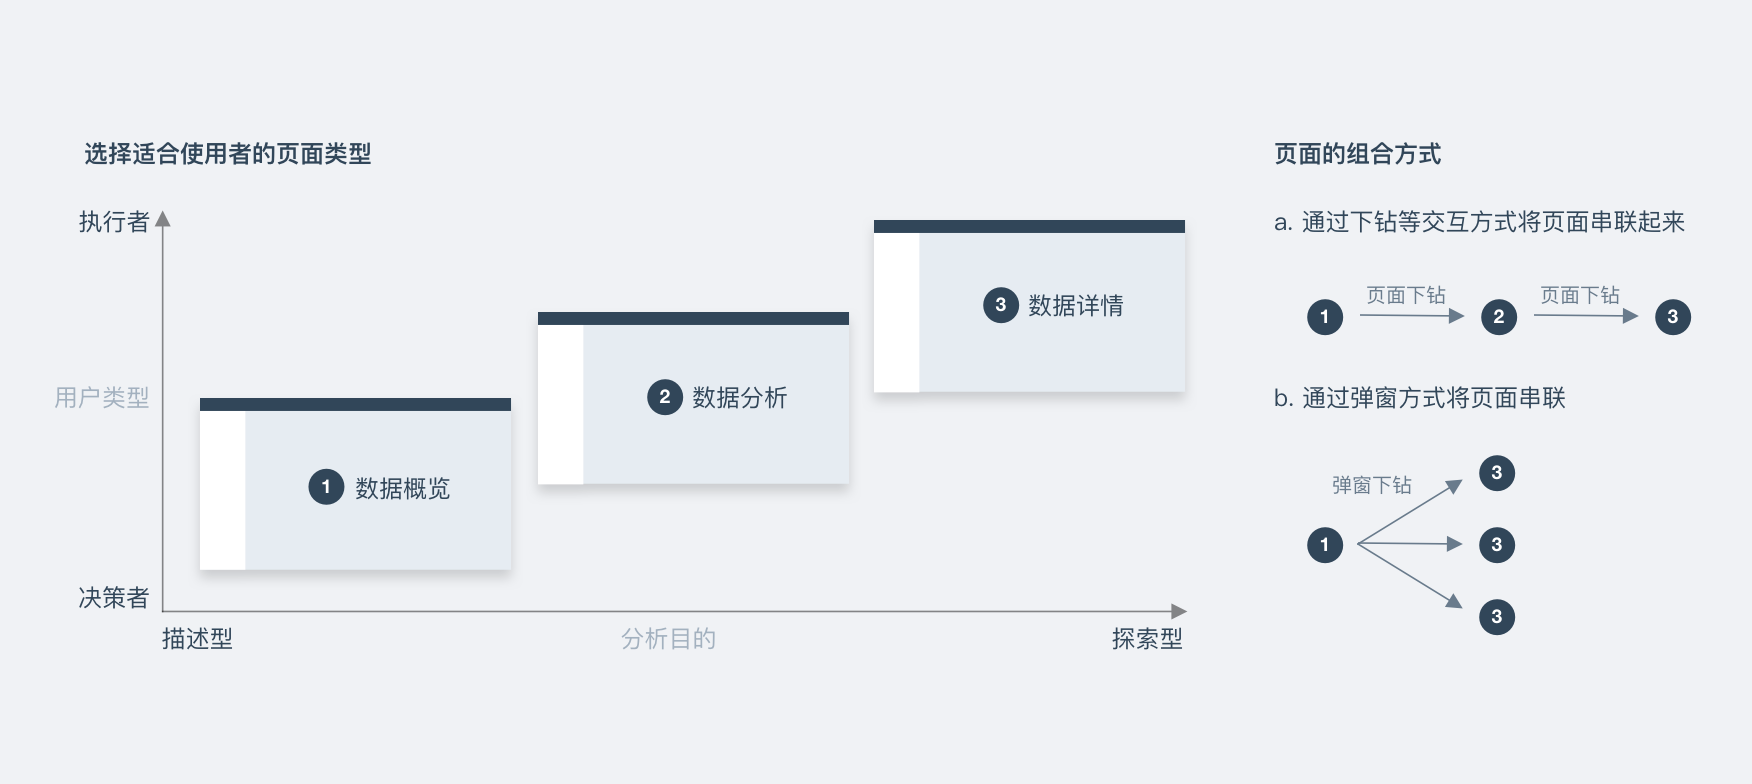 选择适合使用者的页面类型
执行者
用户类型
决策者
描述型
分析目的
探索型
1 数据概览
2 数据分析
3 数据详情
页面的组合方式
a. 通过下钻等交互方式将页面串联起来
页面下钻
页面下钻
1
2
3
b. 通过弹窗方式将页面串联
弹窗下钻
1
3
3
3